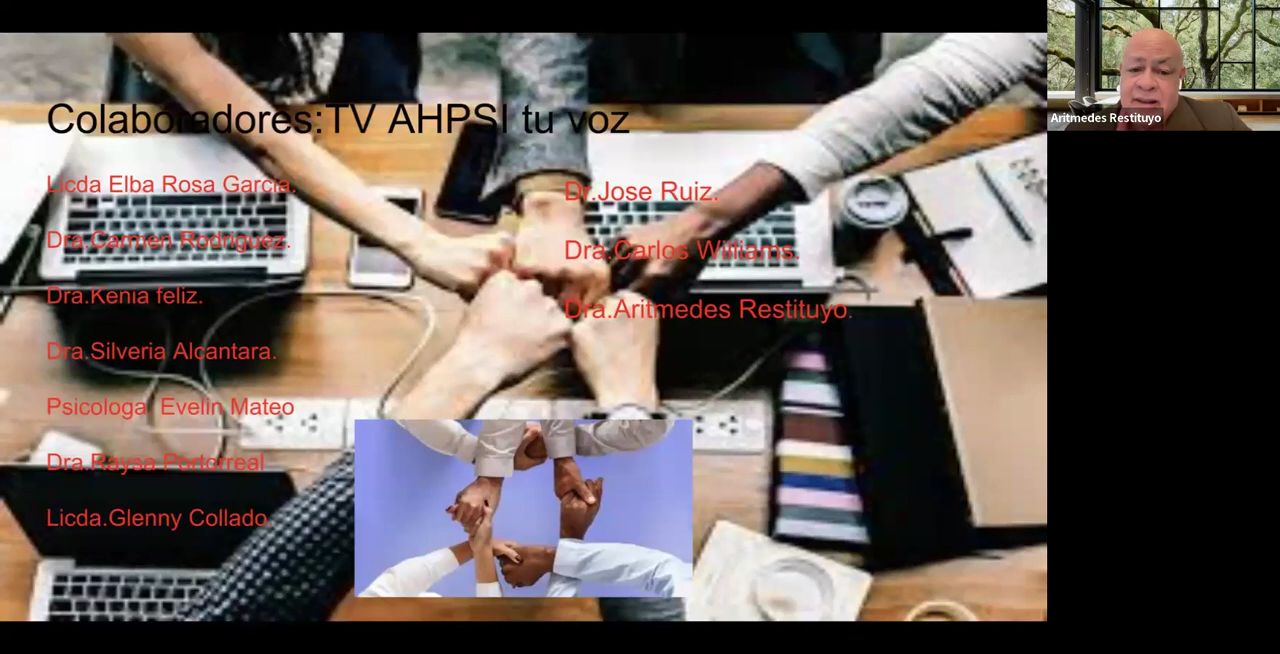 Colaboradores:TV AHPSI tu voz
Licda Elba Rosa Garcia.
Dra.Carmen Rodriguez.
Dra.Kenia feliz.
Dra.Silveria Alcantara.
Psicologa Evelin Mateo
Dra.Raysa Portorreal
Licda.Glenny Collado.
Dr.Jose Ruiz.
Dra.Carlos Williams.
Dra.Aritmedes Restituyo.
Aritmedes Restituyo